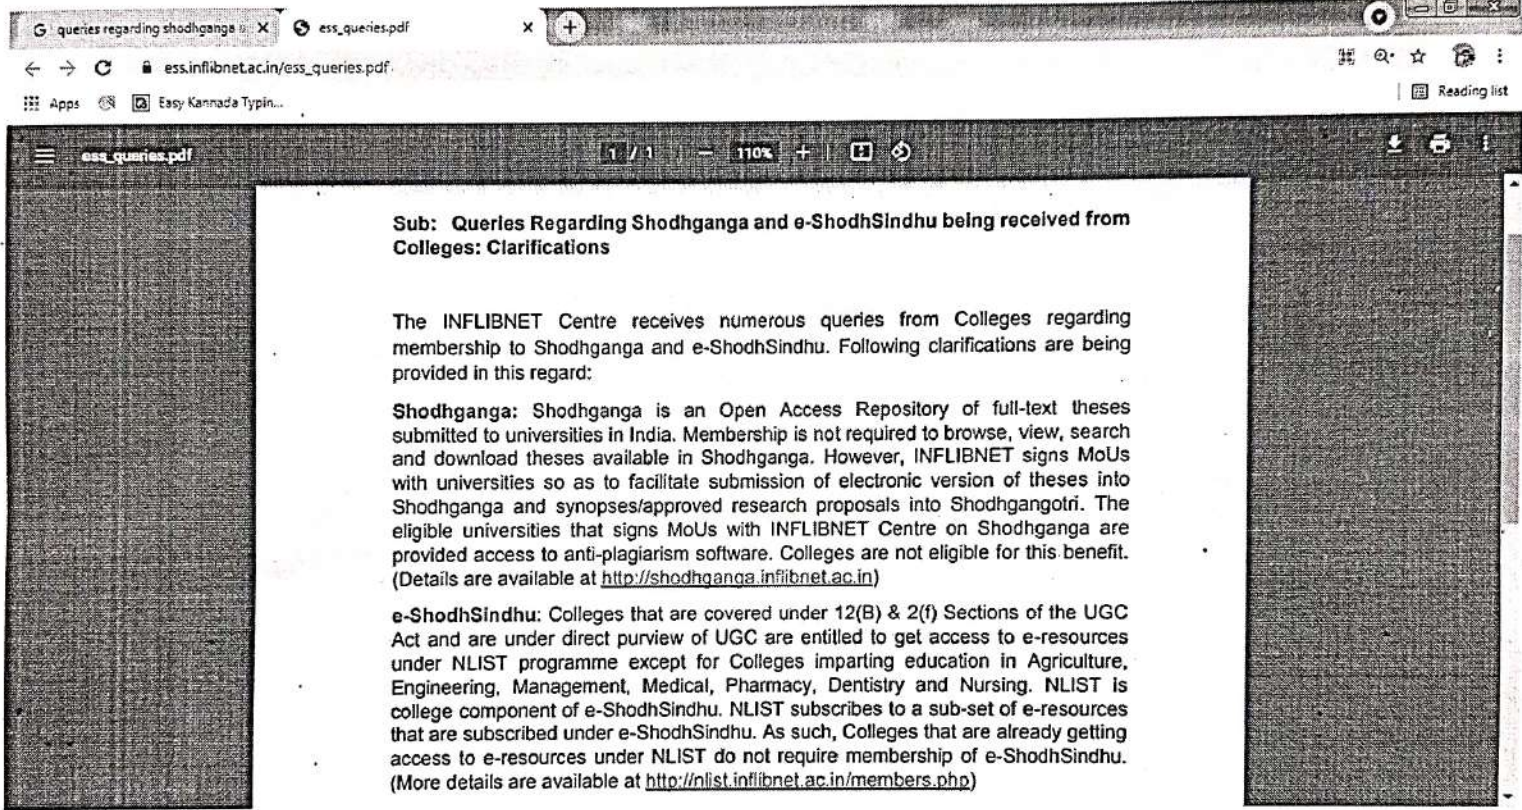 G queries regarding shodhganga
ess_queries.pdf
ess.inflibnet.ac.in/ess_queries.pdf
Apps
Easy Kannada Typin...
Reading list
ess_queries.pdf
1 / 1
110%
Sub: Queries Regarding Shodhganga and e-ShodhSindhu being received from
Colleges: Clarifications
The INFLIBNET Centre receives numerous queries from Colleges regarding
membership to Shodhganga and e-ShodhSindhu. Following clarifications are being
provided in this regard:
Shodhganga: Shodhganga is an Open Access Repository of full-text theses
submitted to universities in India. Membership is not required to browse, view, search
and download theses available in Shodhganga. However, INFLIBNET signs MoUs
with universities so as to facilitate submission of electronic version of theses into
Shodhganga and synopses/approved research proposals into Shodhgangotri. The
eligible universities that signs MoUs with INFLIBNET Centre on Shodhganga are
provided access to anti-plagiarism software. Colleges are not eligible for this benefit.
(Details are available at http://shodhganga.inflibnet.ac.in)
e-ShodhSindhu: Colleges that are covered under 12(B) & 2(f) Sections of the UGC
Act and are under direct purview of UGC are entitled to get access to e-resources
under NLIST programme except for Colleges imparting education in Agriculture,
Engineering, Management, Medical, Pharmacy, Dentistry and Nursing. NLIST is
college component of e-ShodhSindhu. NLIST subscribes to a sub-set of e-resources
that are subscribed under e-ShodhSindhu. As such, Colleges that are already getting
access to e-resources under NLIST do not require membership of e-ShodhSindhu.
(More details are available at http://nlist.inflibnet.ac.in/members.php)